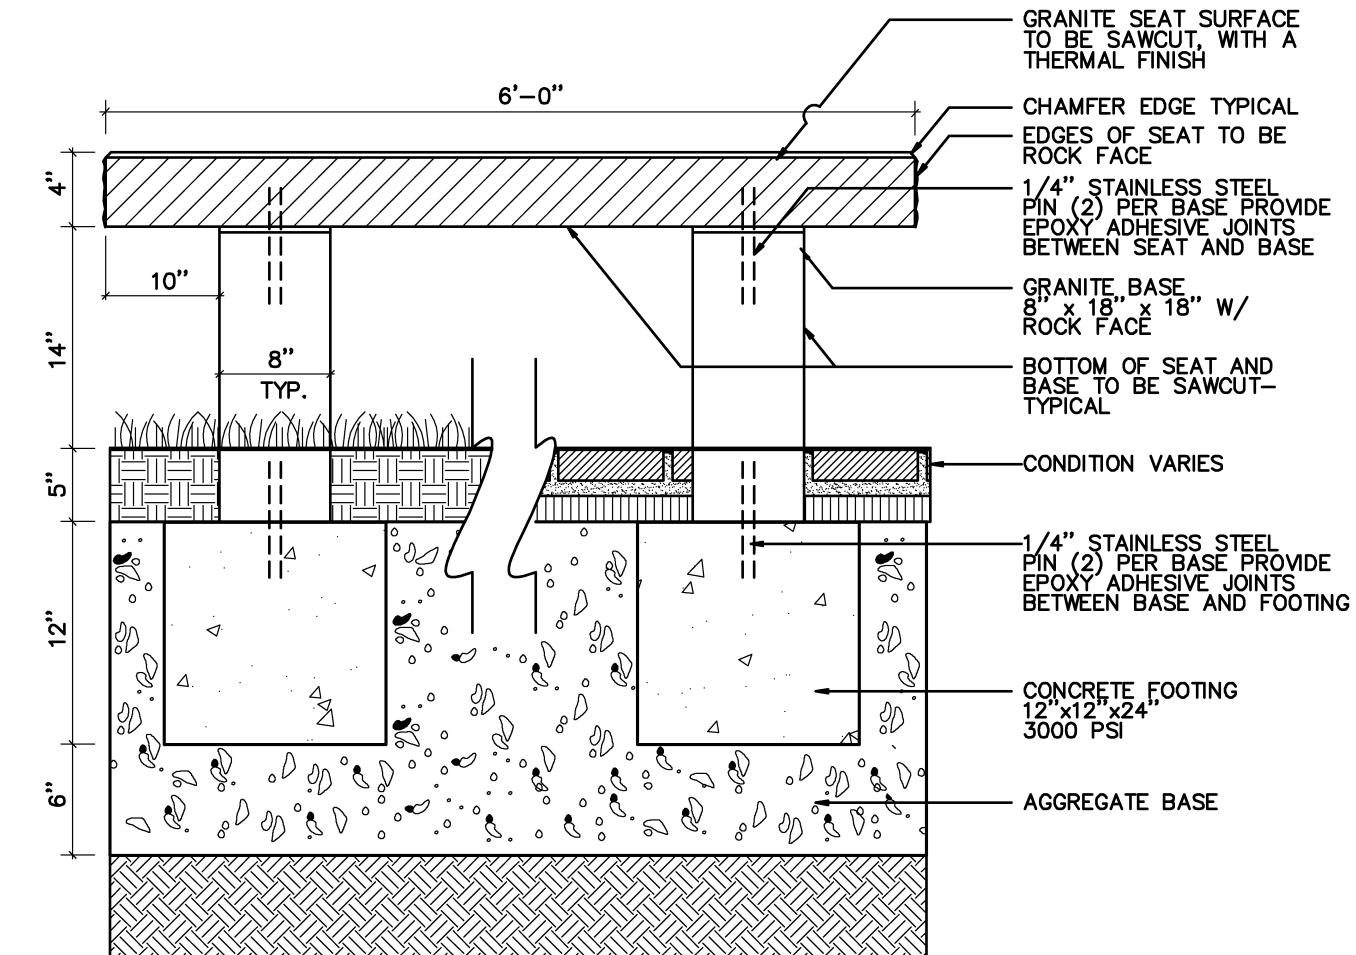 GRANITE SEAT SURFACE
TO BE SAWCUT, WITH A
THERMAL FINISH
6'-0"
CHAMFER EDGE TYPICAL
EDGES OF SEAT TO BE
ROCK FACE
4"
1/4" STAINLESS STEEL
PIN (2) PER BASE PROVIDE
EPOXY ADHESIVE JOINTS
BETWEEN SEAT AND BASE
10"
GRANITE BASE
8" x 18" x 18" W/
ROCK FACE
14"
8"
TYP.
BOTTOM OF SEAT AND
BASE TO BE SAWCUT-
TYPICAL
5"
CONDITION VARIES
1/4" STAINLESS STEEL
PIN (2) PER BASE PROVIDE
EPOXY ADHESIVE JOINTS
BETWEEN BASE AND FOOTING
12"
CONCRETE FOOTING
12"x12"x24"
3000 PSI
6"
AGGREGATE BASE